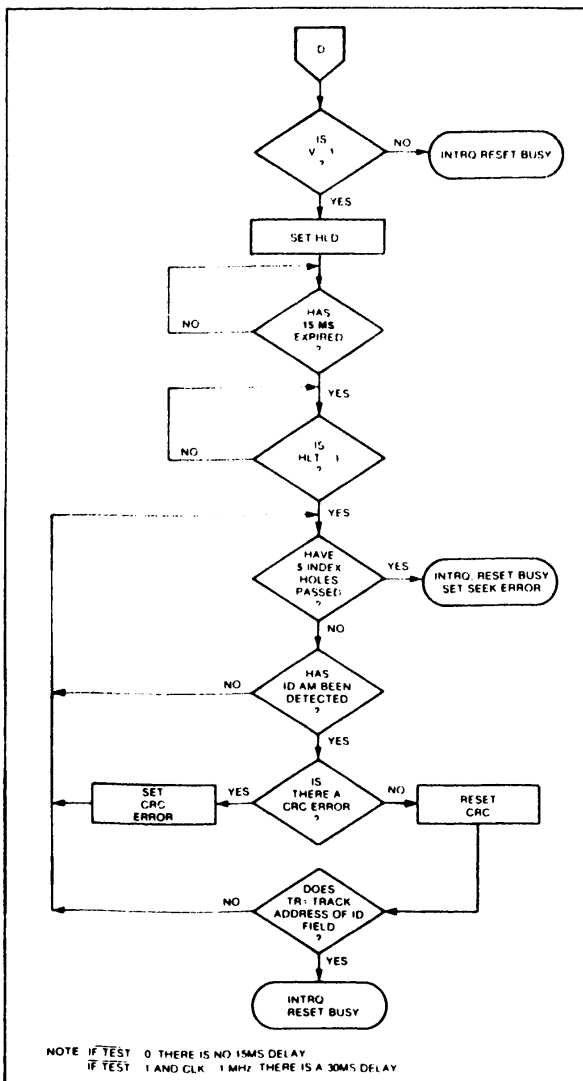 D
IS
V 1
?
NO
INTRQ RESET BUSY
YES
SET HLD
HAS
15 MS
EXPIRED
?
NO
YES
IS
HLT 1
?
NO
YES
HAVE
5 INDEX
HOLES
PASSED
?
YES
INTRQ, RESET BUSY
SET SEEK ERROR
NO
HAS
ID AM BEEN
DETECTED
?
NO
YES
IS
THERE A
CRC ERROR
?
YES
SET
CRC
ERROR
NO
RESET
CRC
DOES
TR = TRACK
ADDRESS OF ID
FIELD
?
NO
YES
INTRQ
RESET BUSY
NOTE IF TEST 0 THERE IS NO 15MS DELAY
IF TEST 1 AND CLK 1 MHz THERE IS A 30MS DELAY